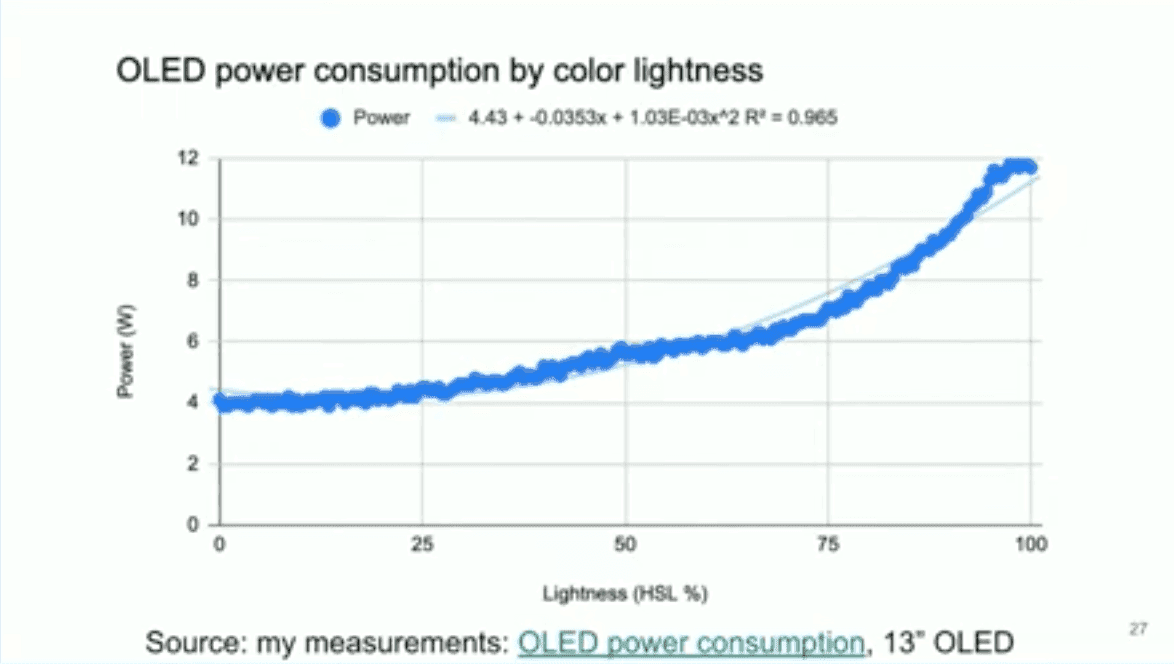 OLED power consumption by color lightness
Power 4.43 + -0.0353x + 1.03E-03x^2 R² = 0.965
12
10
8
6
4
2
0
Power (W)
0 25 50 75 100
Lightness (HSL %)
Source: my measurements: OLED power consumption, 13” OLED
27